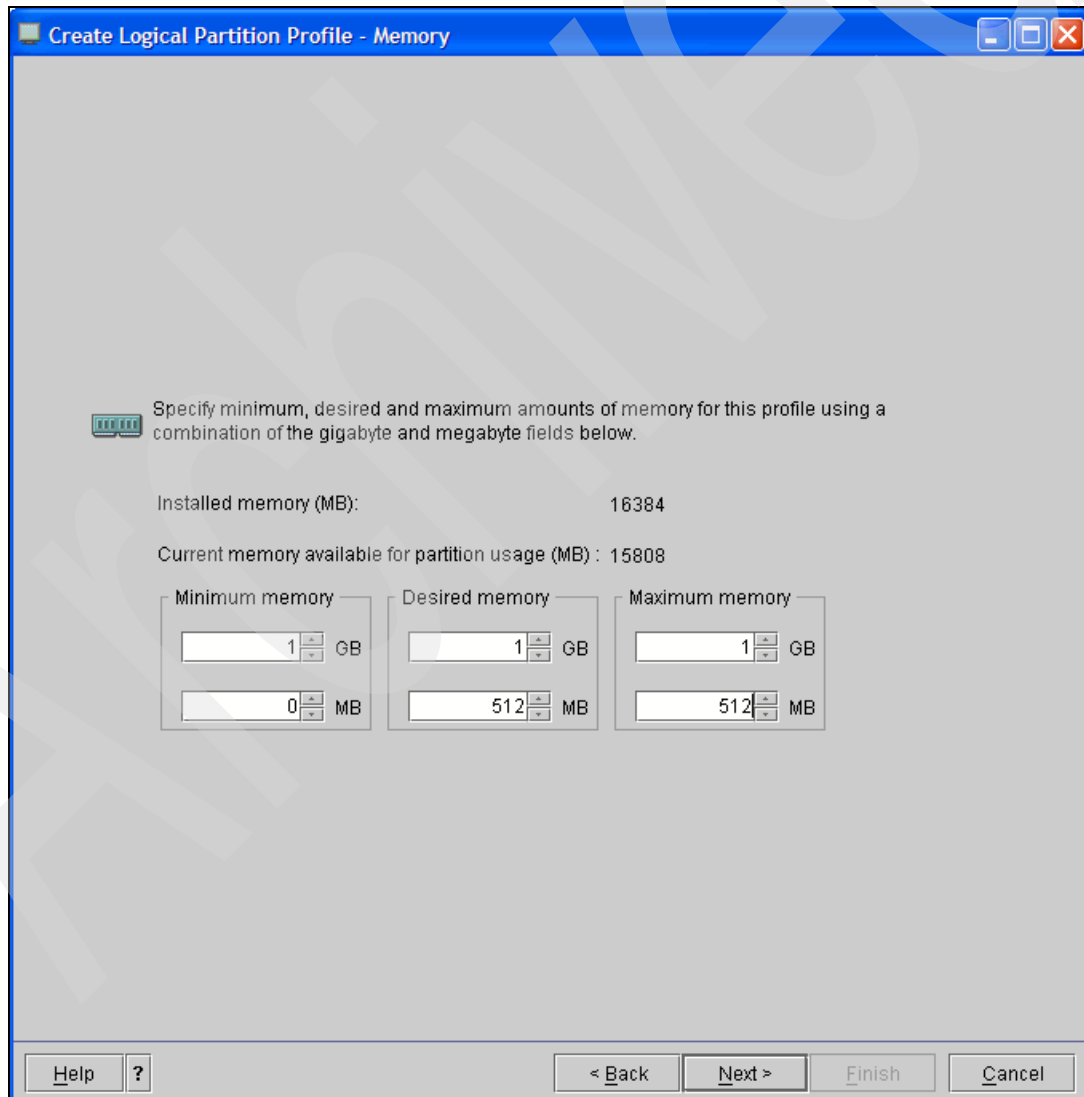 Create Logical Partition Profile - Memory
Specify minimum, desired and maximum amounts of memory for this profile using a
combination of the gigabyte and megabyte fields below.
Installed memory (MB): 16384
Current memory available for partition usage (MB) : 15808
Minimum memory Desired memory Maximum memory
1 GB 1 GB 1 GB
0 MB 512 MB 512 MB
Help ? < Back Next > Finish Cancel